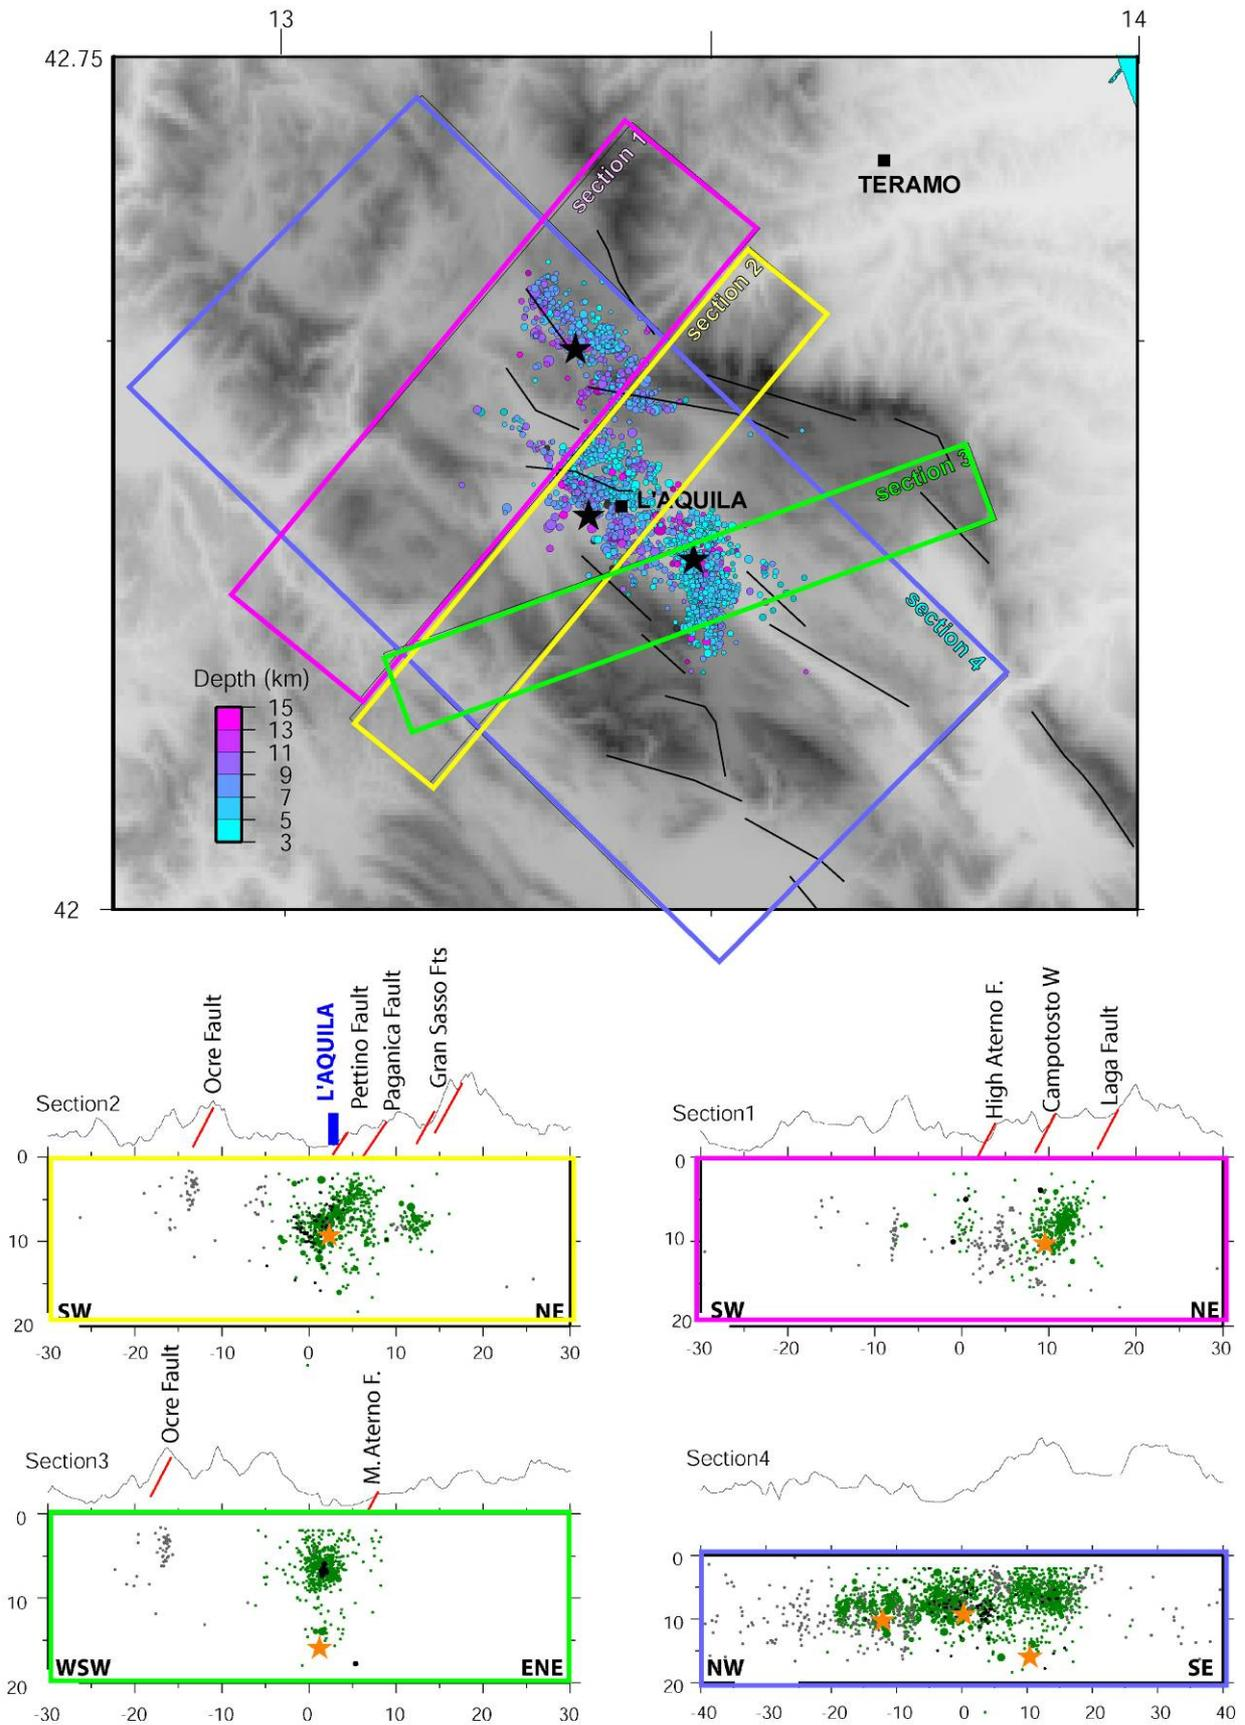 13
14
42.75
section 1
TERAMO
section 2
L'AQUILA
section 3
section 4
Depth (km)
15
13
11
9
7
5
3
42
Ocre Fault
L'AQUILA
Pettino Fault
Paganica Fault
Gran Sasso Fts
High Aterno F.
Campotosto W
Laga Fault
Section2
0
10
20
SW
NE
-30
-20
-10
0
10
20
30
Section1
0
10
20
SW
NE
-30
-20
-10
0
10
20
30
Ocre Fault
M. Aterno F.
Section3
0
10
20
WSW
ENE
-30
-20
-10
0
10
20
30
Section4
0
10
20
NW
SE
-40
-30
-20
-10
0
10
20
30
40